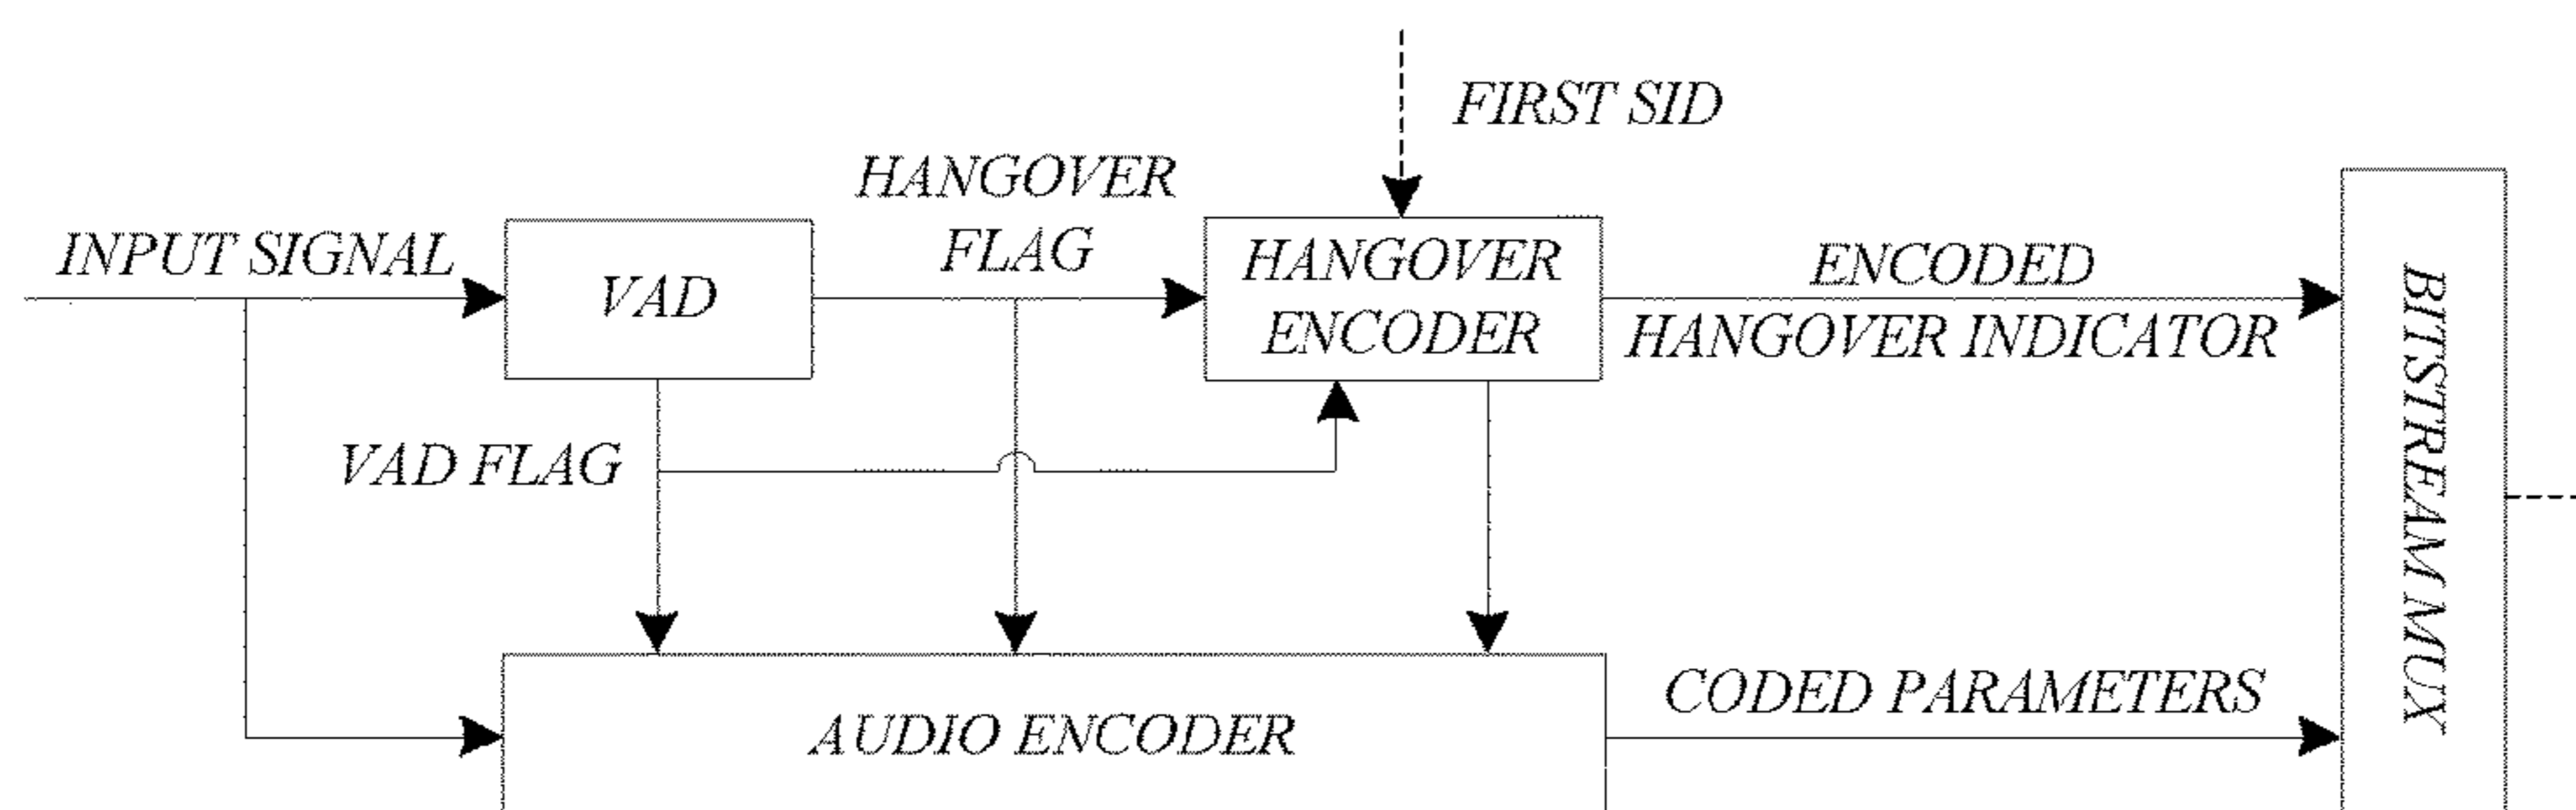 FIRST SID
HANGOVER
FLAG
INPUT SIGNAL
VAD
HANGOVER
ENCODER
ENCODED
HANGOVER INDICATOR
BITSTREAM MUX
VAD FLAG
CODED PARAMETERS
AUDIO ENCODER